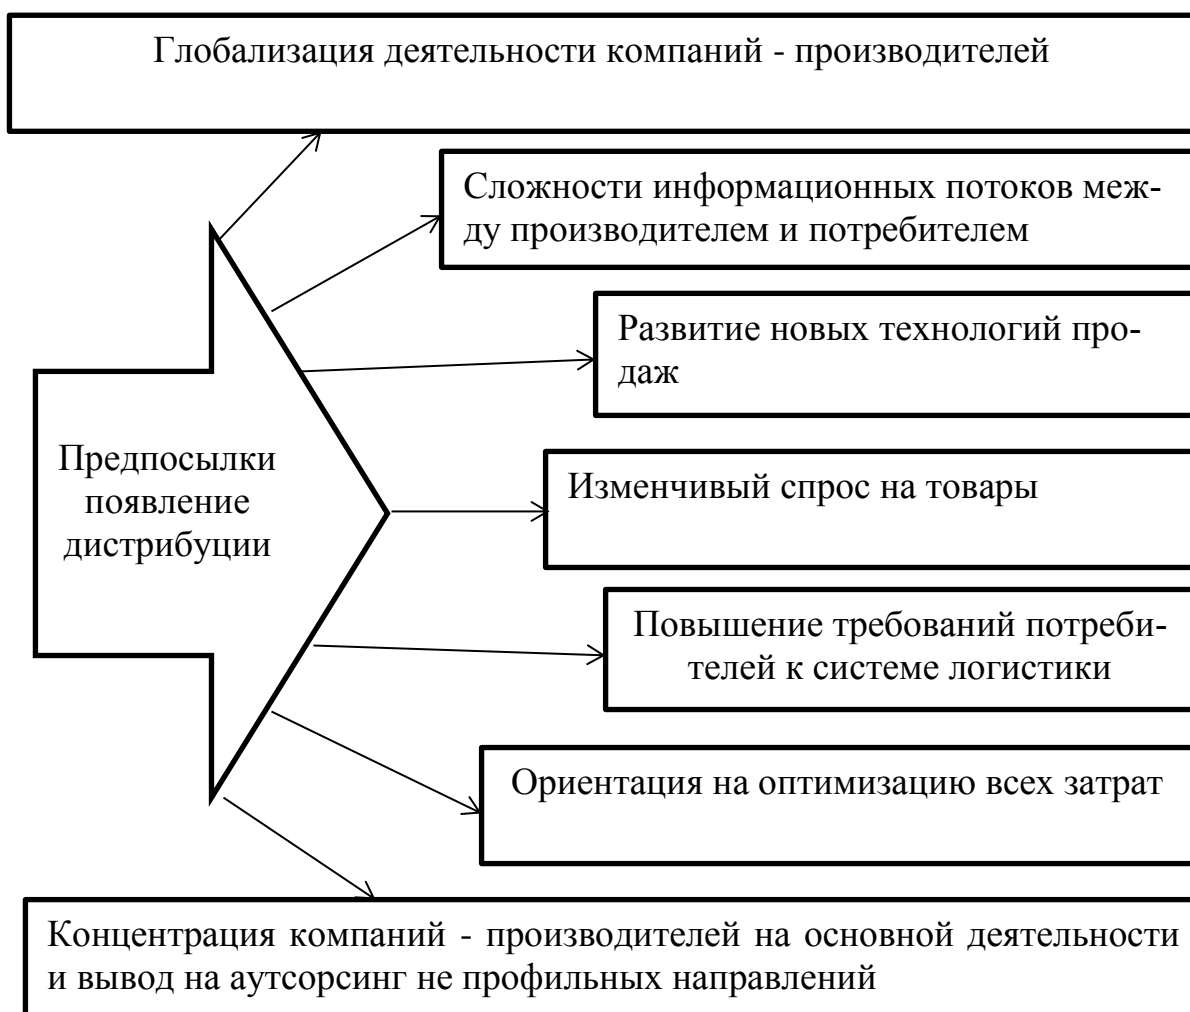 Глобализация деятельности компаний - производителей
Сложности информационных потоков меж-
ду производителем и потребителем
Развитие новых технологий про-
даж
Предпосылки
появление
дистрибуции
Изменчивый спрос на товары
Повышение требований потреби-
телей к системе логистики
Ориентация на оптимизацию всех затрат
Концентрация компаний - производителей на основной деятельности
и вывод на аутсорсинг не профильных направлений